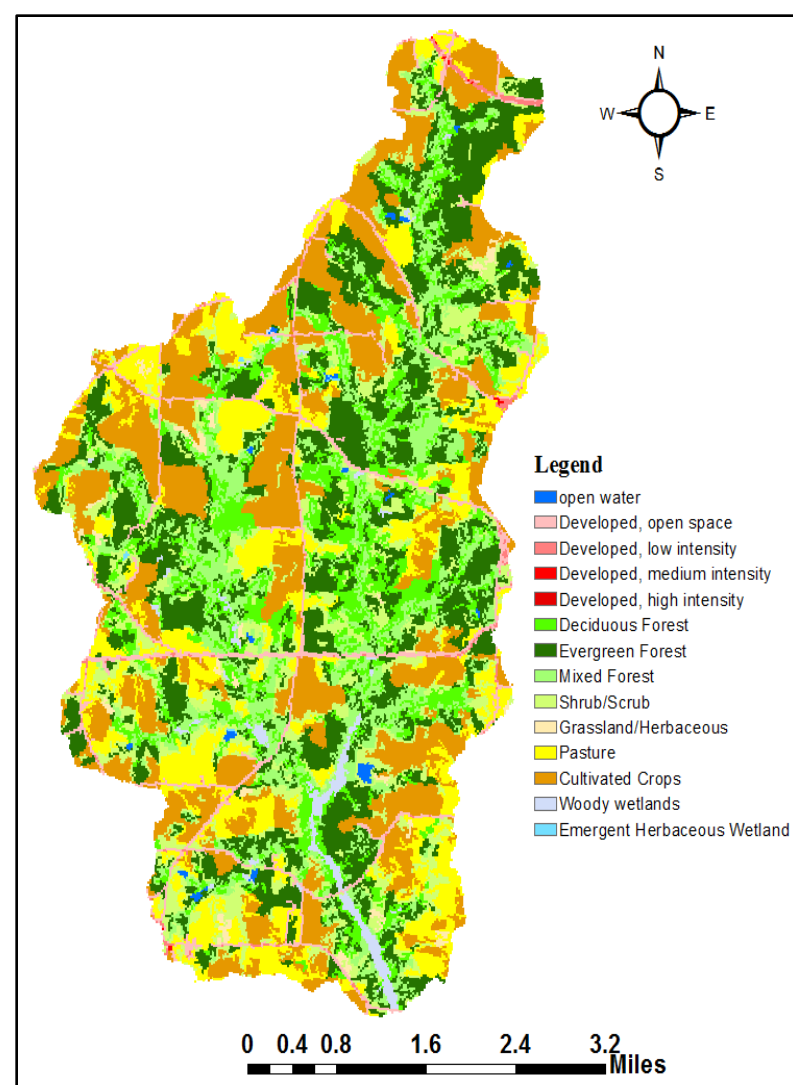 N
W E
S
Legend
open water
Developed, open space
Developed, low intensity
Developed, medium intensity
Developed, high intensity
Deciduous Forest
Evergreen Forest
Mixed Forest
Shrub/Scrub
Grassland/Herbaceous
Pasture
Cultivated Crops
Woody wetlands
Emergent Herbaceous Wetland
0 0.4 0.8 1.6 2.4 3.2
Miles